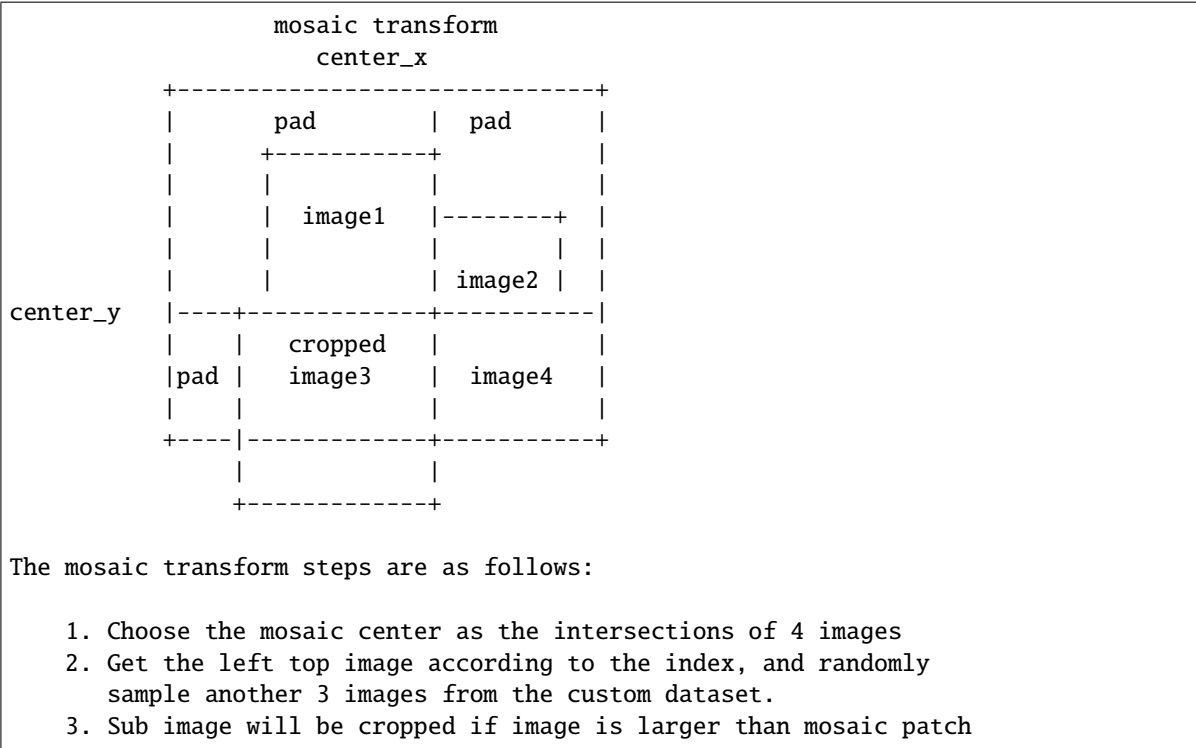 mosaic transform
center_x
+------------------------------+
| pad | pad |
| +-----------+ |
| | | |
| | image1 |--------+ |
| | | | |
| | | image2 | |
center_y |----+-------------+-----------|
| | cropped | |
|pad | image3 | image4 |
| | | |
+----|-------------+-----------+
| |
+-------------+
The mosaic transform steps are as follows:
1. Choose the mosaic center as the intersections of 4 images
2. Get the left top image according to the index, and randomly
sample another 3 images from the custom dataset.
3. Sub image will be cropped if image is larger than mosaic patch